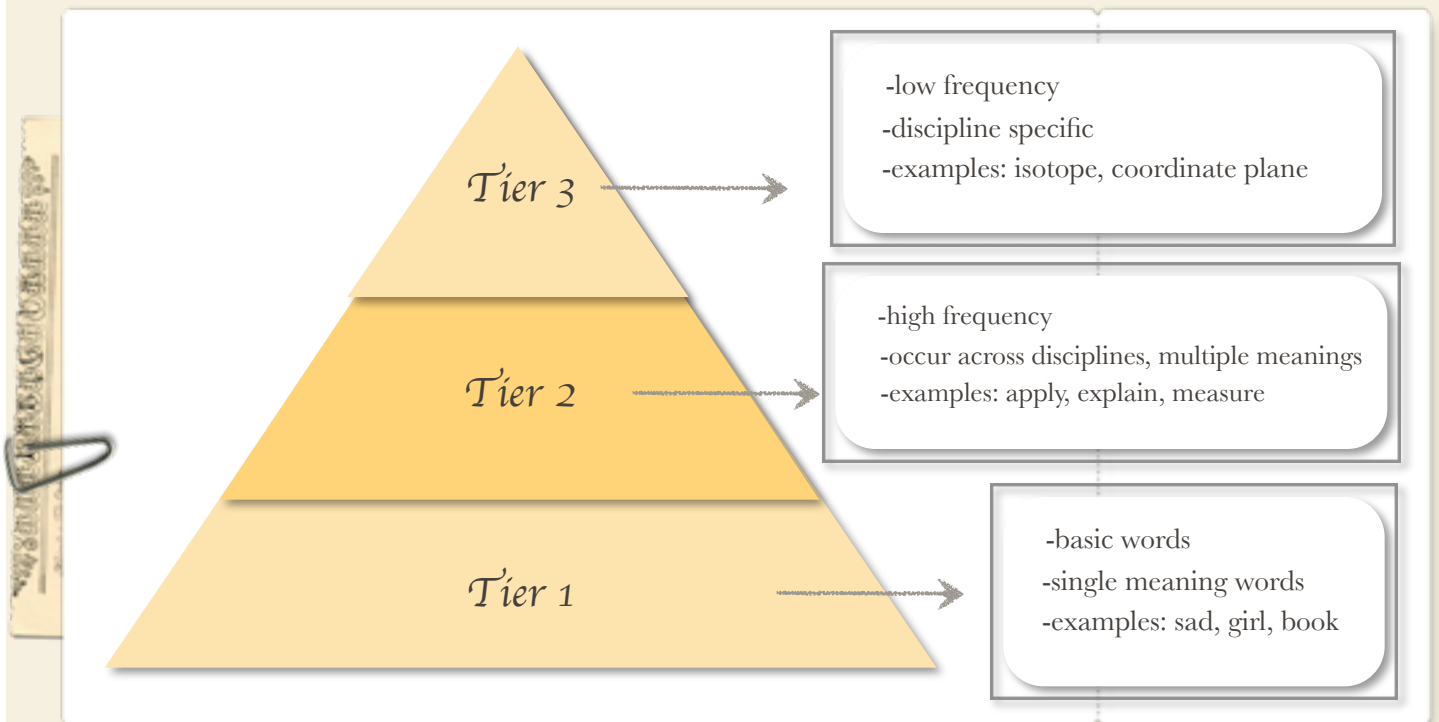 Tier 3
-low frequency
-discipline specific
-examples: isotope, coordinate plane
Tier 2
-high frequency
-occur across disciplines, multiple meanings
-examples: apply, explain, measure
Tier 1
-basic words
-single meaning words
-examples: sad, girl, book